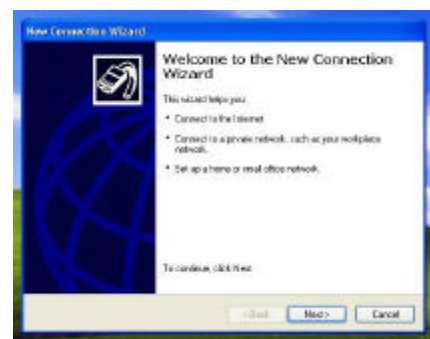 New Connection Wizard
Welcome to the New Connection
Wizard
This wizard helps you:
* Connect to the Internet.
* Connect to a private network, such as your workplace
network.
* Set up a home or small office network.
To continue, click Next.
< Back
Next >
Cancel